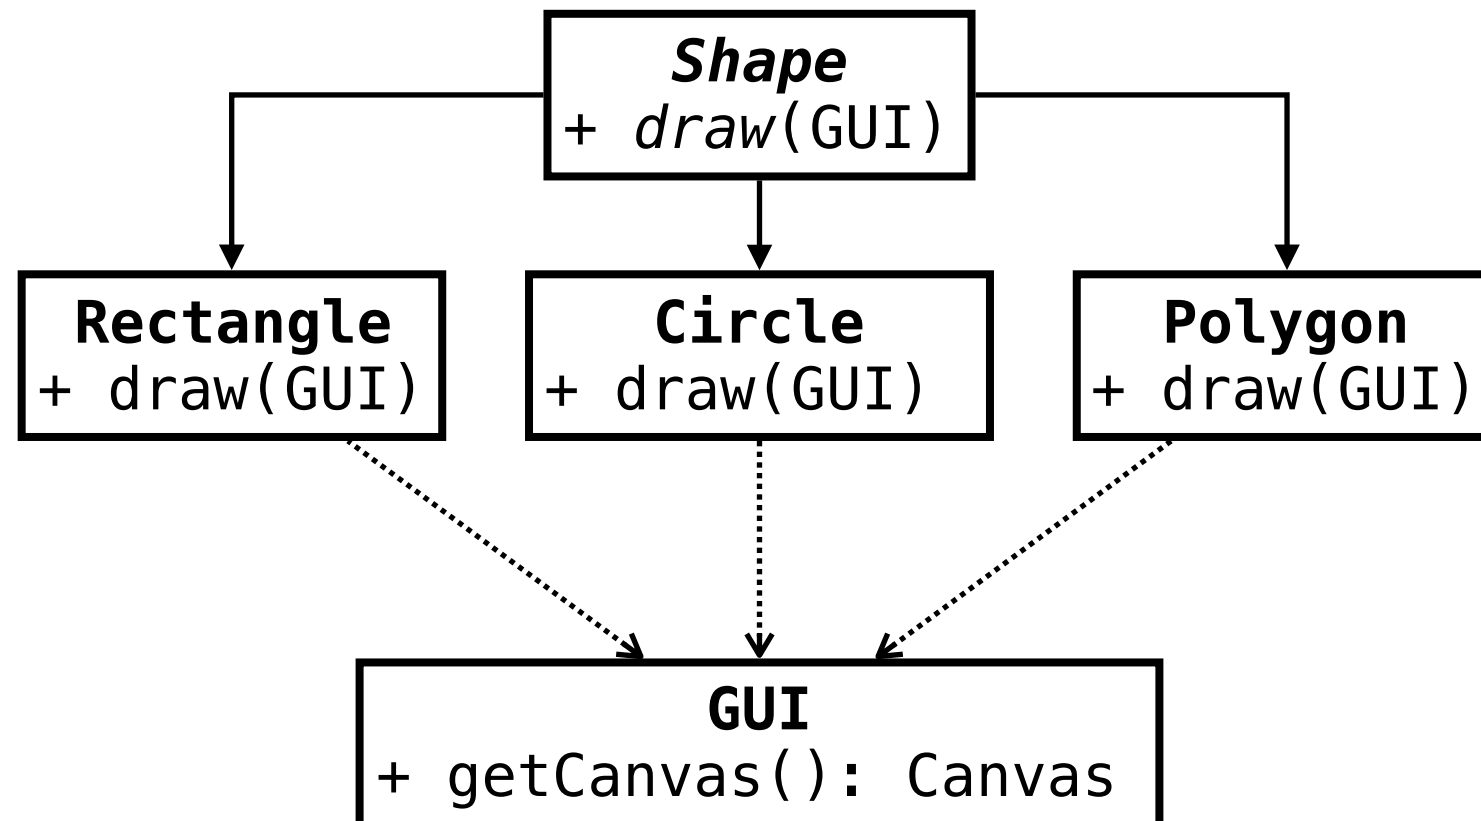 Shape
+ draw(GUI)
Rectangle
+ draw(GUI)
Circle
+ draw(GUI)
Polygon
+ draw(GUI)
GUI
+ getCanvas(): Canvas